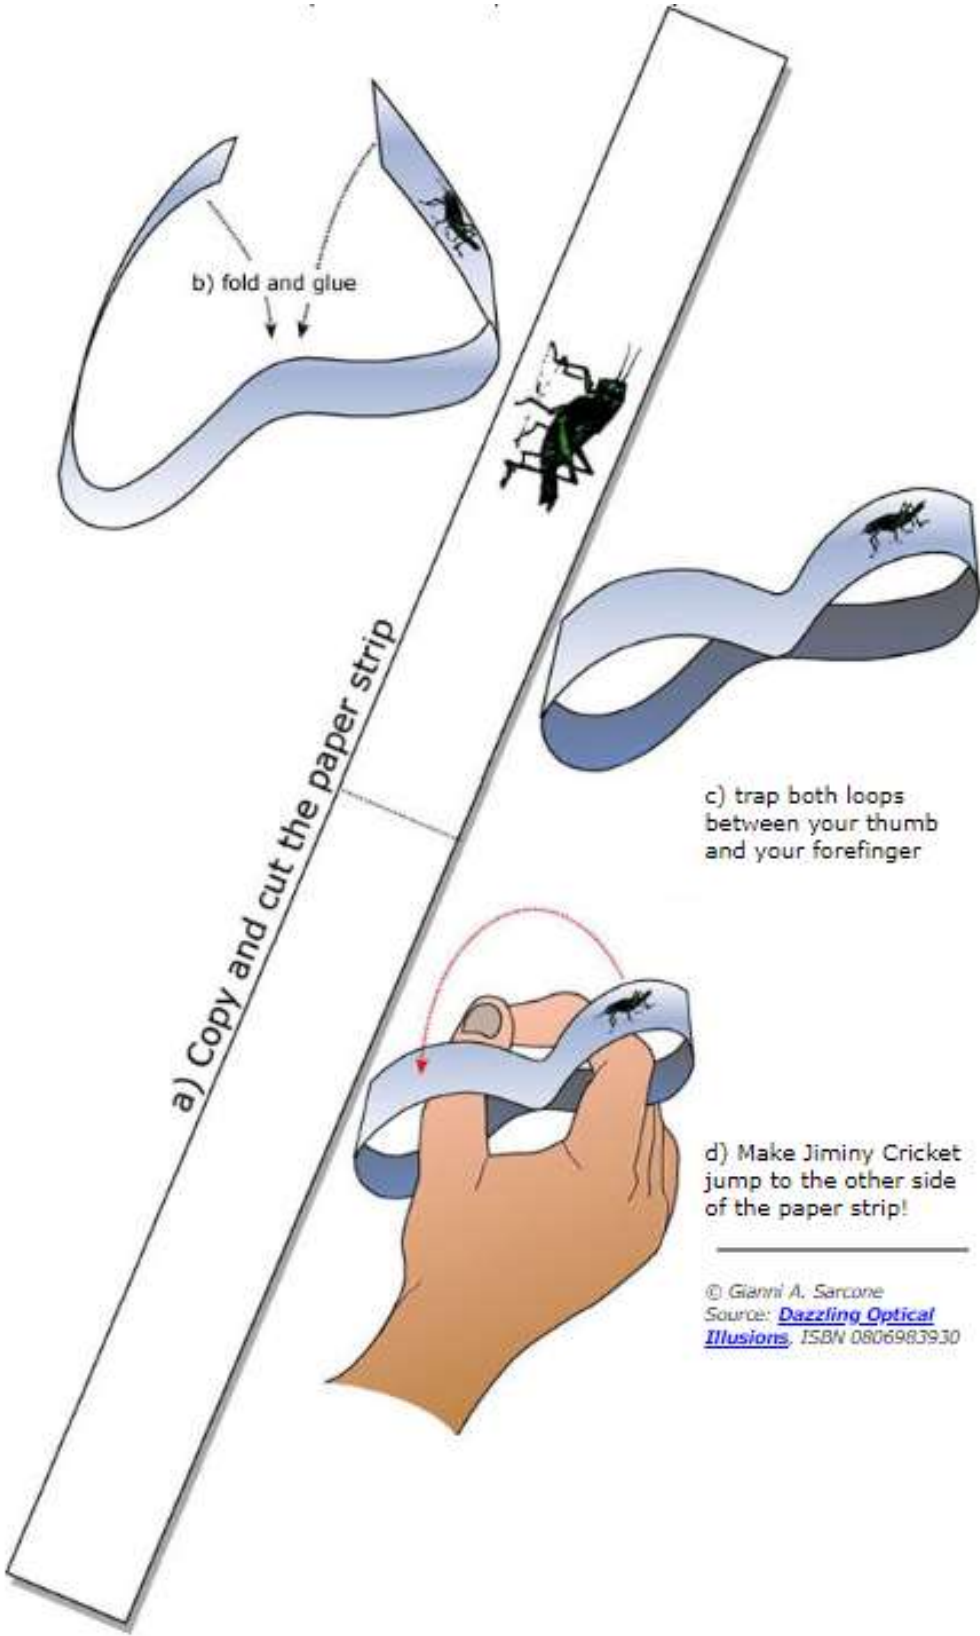 a) Copy and cut the paper strip
b) fold and glue
c) trap both loops
between your thumb
and your forefinger
d) Make Jiminy Cricket
jump to the other side
of the paper strip!
© Gianni A. Sarcone
Source: Dazzling Optical
Illusions, ISBN 0806983930